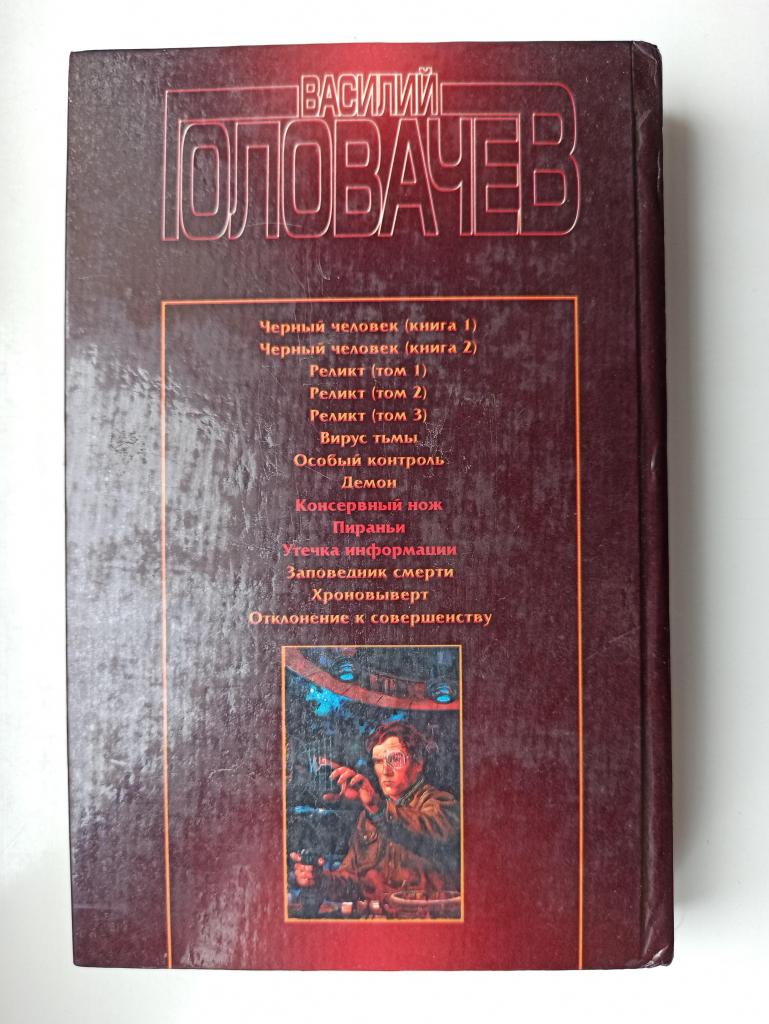 ВАСИЛИЙ
ГОЛОВАЧЕВ
Черный человек (книга 1)
Черный человек (книга 2)
Реликт (том 1)
Реликт (том 2)
Реликт (том 3)
Вирус тьмы
Особый контроль
Демон
Консервный нож
Пираньи
Утечка информации
Заповедник смерти
Хроновыверт
Отклонение к совершенству